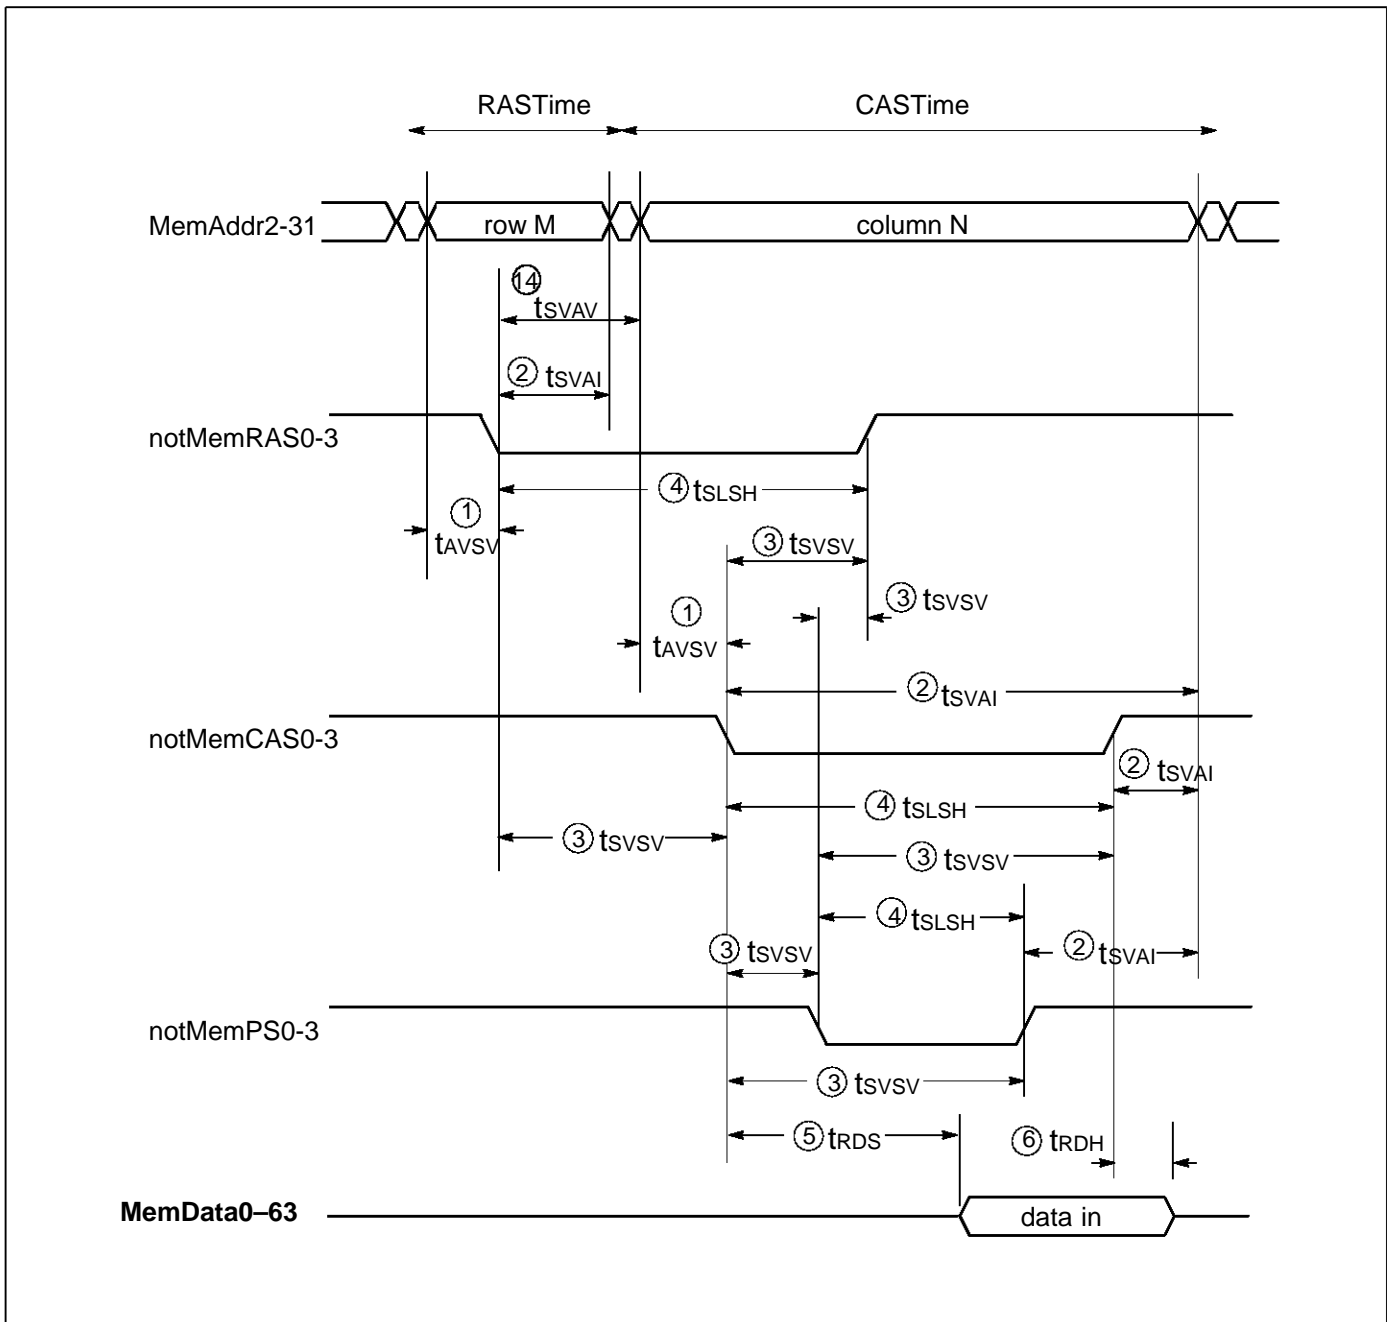 RASTime CASTime
MemAddr2-31 row M column N
14
tSVAV
2 tSVAI
notMemRAS0-3
4 tSLSH
1
tAVSV
3 tSVSV
3 tSVSV
1
tAVSV
2 tSVAI
notMemCAS0-3
2 tSVAI
4 tSLSH
3 tSVSV
3 tSVSV
4 tSLSH
3 tSVSV
2 tSVAI
notMemPS0-3
3 tSVSV
5 tRDS
6 tRDH
MemData0–63 data in